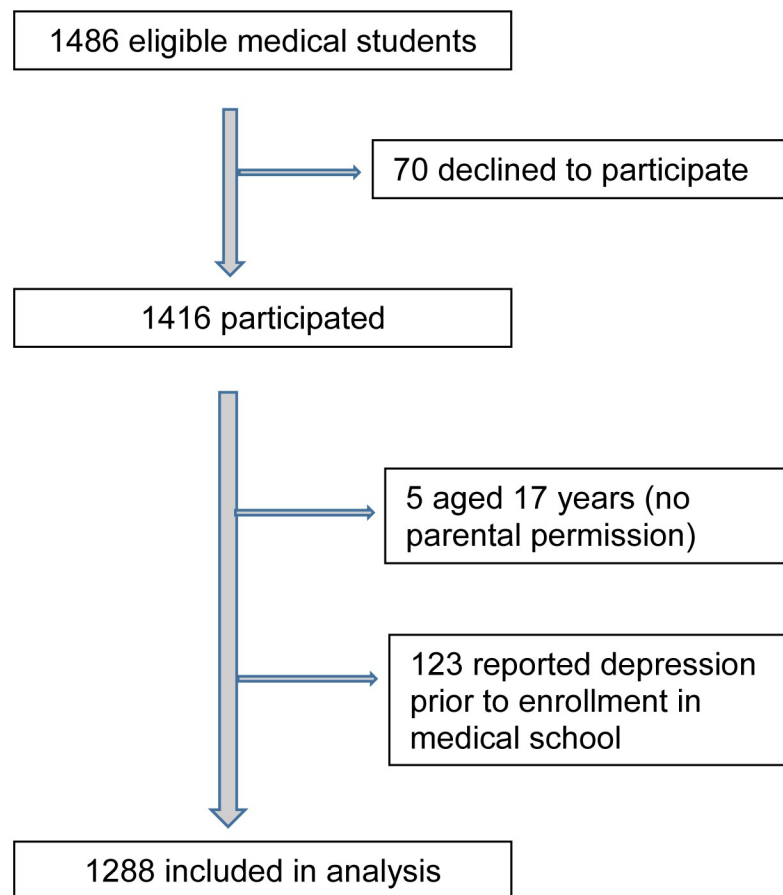 1486 eligible medical students
70 declined to participate
1416 participated
5 aged 17 years (no
parental permission)
123 reported depression
prior to enrollment in
medical school
1288 included in analysis